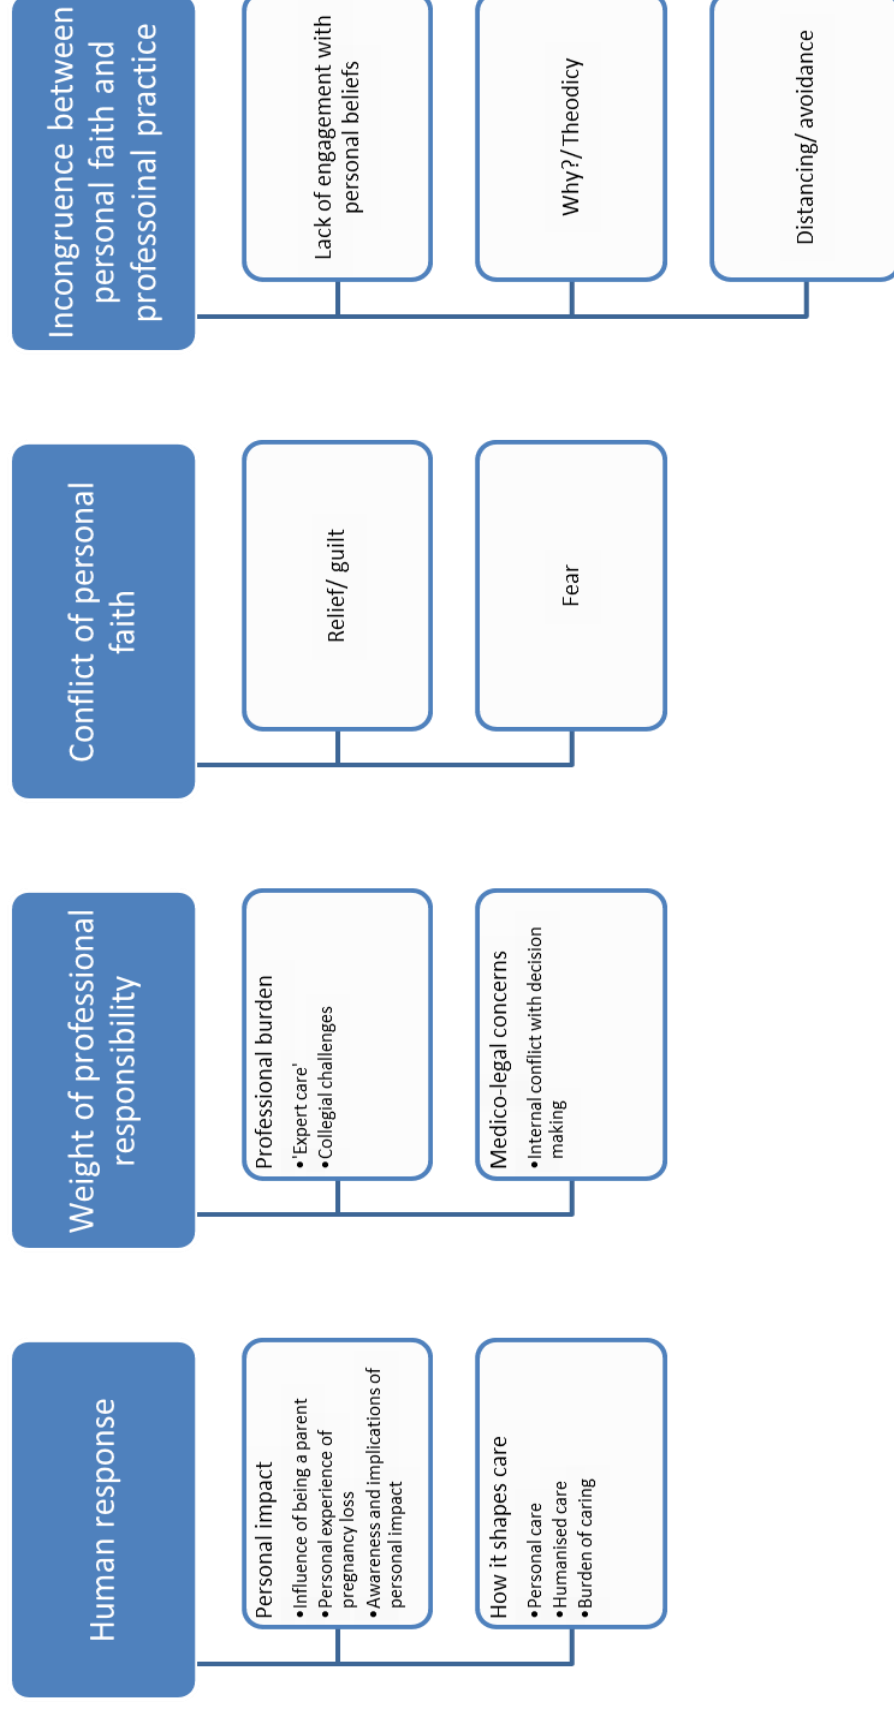 Human response
Personal impact
•Influence of being a parent
•Personal experience of
pregnancy loss
•Awareness and implications of
personal impact
How it shapes care
•Personal care
•Humanised care
•Burden of caring
Weight of professional
responsibility
Professional burden
•'Expert care'
•Collegial challenges
Medico-legal concerns
•Internal conflict with decision
making
Conflict of personal
faith
Relief/ guilt
Fear
Incongruence between
personal faith and
professoinal practice
Lack of engagement with
personal beliefs
Why?/Theodicy
Distancing/ avoidance